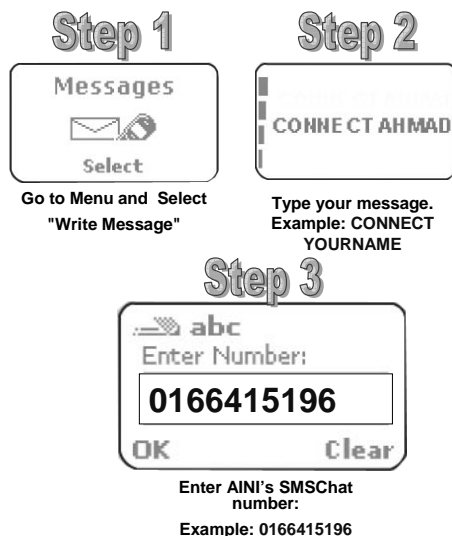 Step 1
Messages
Select
Go to Menu and Select
"Write Message"
Step 2
CONNECT AHMAD
Type your message.
Example: CONNECT
YOURNAME
Step 3
abc
Enter Number:
0166415196
OK Clear
Enter AINI's SMSChat
number:
Example: 0166415196